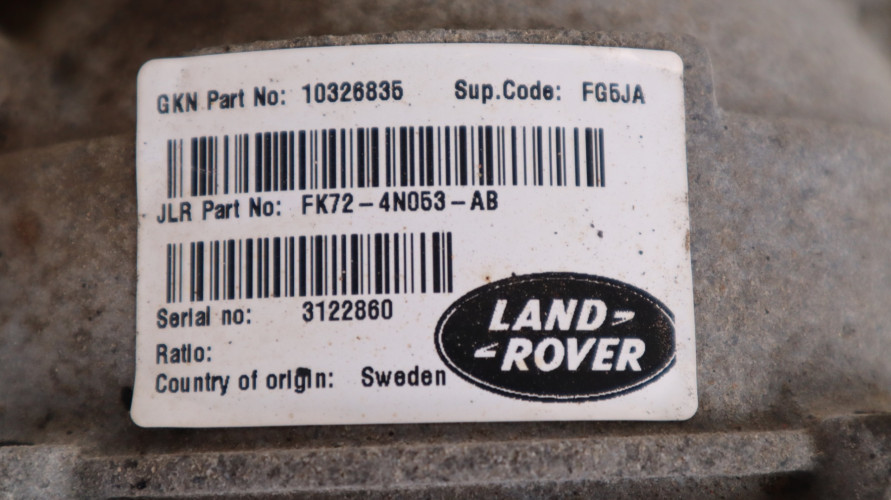 GKN Part No: 10326835 Sup.Code: FG5JA
JLR Part No: FK72-4N053-AB
Serial no: 3122860
Ratio:
Country of origin: Sweden
LAND
ROVER